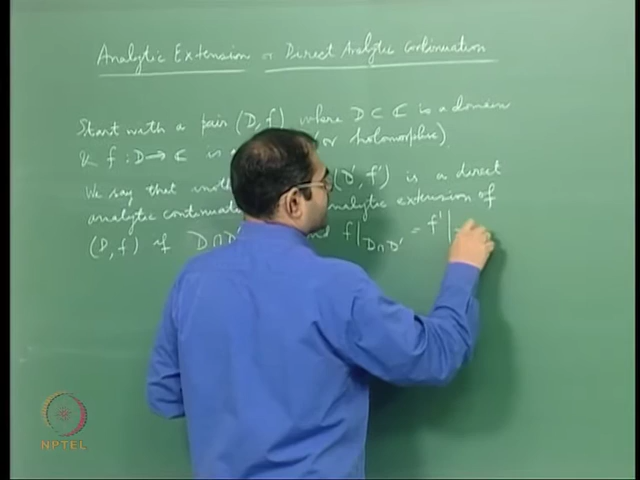 Analytic Extension or Direct Analytic Continuation
Start with a pair (D, f) where D ⊂ ℂ is a domain
& f : D → ℂ is a (or holomorphic).
We say that (D', f') is a direct
analytic analytic extension of
(D, f) if D∩D' and f|_{D∩D'} = f'|
NPTEL